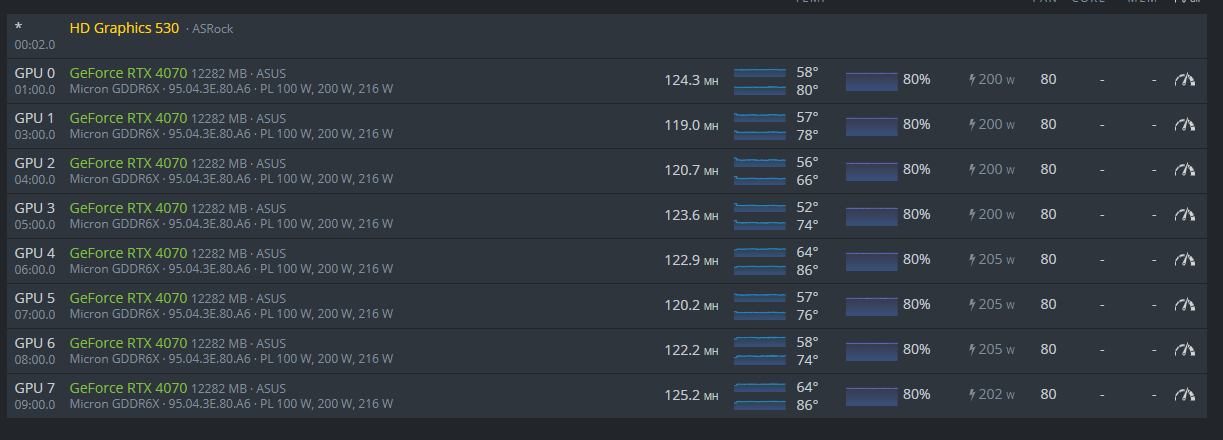 *
HD Graphics 530 · ASRock
00:02.0
GPU 0 GeForce RTX 4070 12282 MB · ASUS 124.3 MH 58° 80% 200 W 80 - -
01:00.0 Micron GDDR6X · 95.04.3E.80.A6 · PL 100 W, 200 W, 216 W 80°
GPU 1 GeForce RTX 4070 12282 MB · ASUS 119.0 MH 57° 80% 200 W 80 - -
03:00.0 Micron GDDR6X · 95.04.3E.80.A6 · PL 100 W, 200 W, 216 W 78°
GPU 2 GeForce RTX 4070 12282 MB · ASUS 120.7 MH 56° 80% 200 W 80 - -
04:00.0 Micron GDDR6X · 95.04.3E.80.A6 · PL 100 W, 200 W, 216 W 66°
GPU 3 GeForce RTX 4070 12282 MB · ASUS 123.6 MH 52° 80% 200 W 80 - -
05:00.0 Micron GDDR6X · 95.04.3E.80.A6 · PL 100 W, 200 W, 216 W 74°
GPU 4 GeForce RTX 4070 12282 MB · ASUS 122.9 MH 64° 80% 205 W 80 - -
06:00.0 Micron GDDR6X · 95.04.3E.80.A6 · PL 100 W, 200 W, 216 W 86°
GPU 5 GeForce RTX 4070 12282 MB · ASUS 120.2 MH 57° 80% 205 W 80 - -
07:00.0 Micron GDDR6X · 95.04.3E.80.A6 · PL 100 W, 200 W, 216 W 76°
GPU 6 GeForce RTX 4070 12282 MB · ASUS 122.2 MH 58° 80% 205 W 80 - -
08:00.0 Micron GDDR6X · 95.04.3E.80.A6 · PL 100 W, 200 W, 216 W 74°
GPU 7 GeForce RTX 4070 12282 MB · ASUS 125.2 MH 64° 80% 202 W 80 - -
09:00.0 Micron GDDR6X · 95.04.3E.80.A6 · PL 100 W, 200 W, 216 W 86°